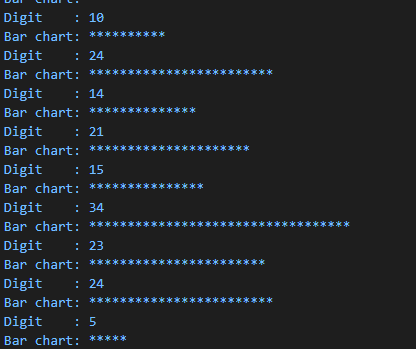 Bar chart:
Digit    : 10
Bar chart: **********
Digit    : 24
Bar chart: ************************
Digit    : 14
Bar chart: **************
Digit    : 21
Bar chart: *********************
Digit    : 15
Bar chart: ***************
Digit    : 34
Bar chart: **********************************
Digit    : 23
Bar chart: ***********************
Digit    : 24
Bar chart: ************************
Digit    : 5
Bar chart: *****